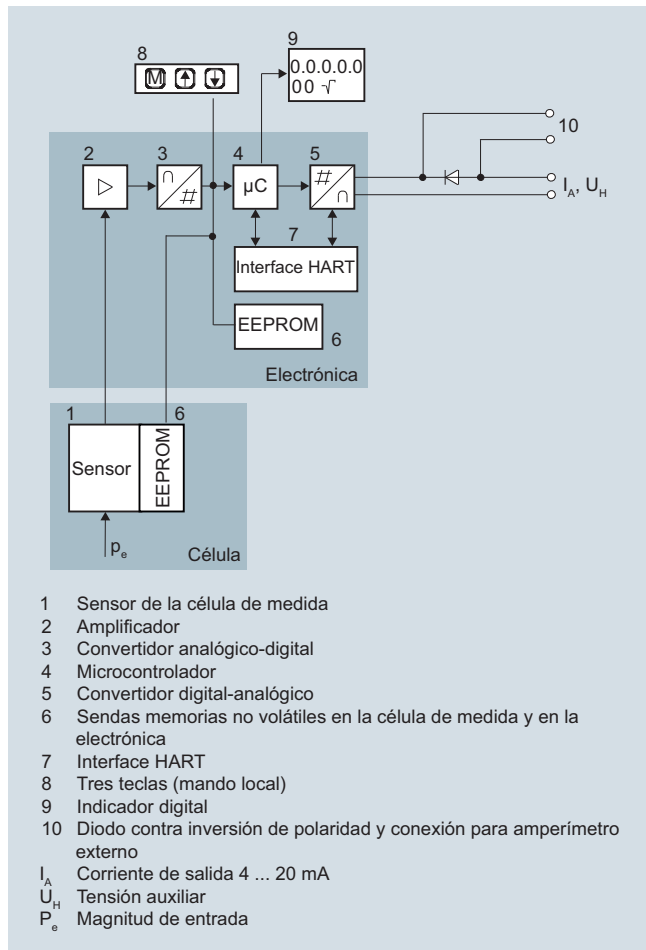 8
M
9
0.0.0.0.0
00 √
10
2
3
4
5
∩
#
µC
#
∩
I_A, U_H
7
Interface HART
EEPROM
6
Electrónica
1
6
Sensor
EEPROM
p_e
Célula
1 Sensor de la célula de medida
2 Amplificador
3 Convertidor analógico-digital
4 Microcontrolador
5 Convertidor digital-analógico
6 Sendas memorias no volátiles en la célula de medida y en la
electrónica
7 Interface HART
8 Tres teclas (mando local)
9 Indicador digital
10 Diodo contra inversión de polaridad y conexión para amperímetro
externo
I_A Corriente de salida 4 ... 20 mA
U_H Tensión auxiliar
P_e Magnitud de entrada